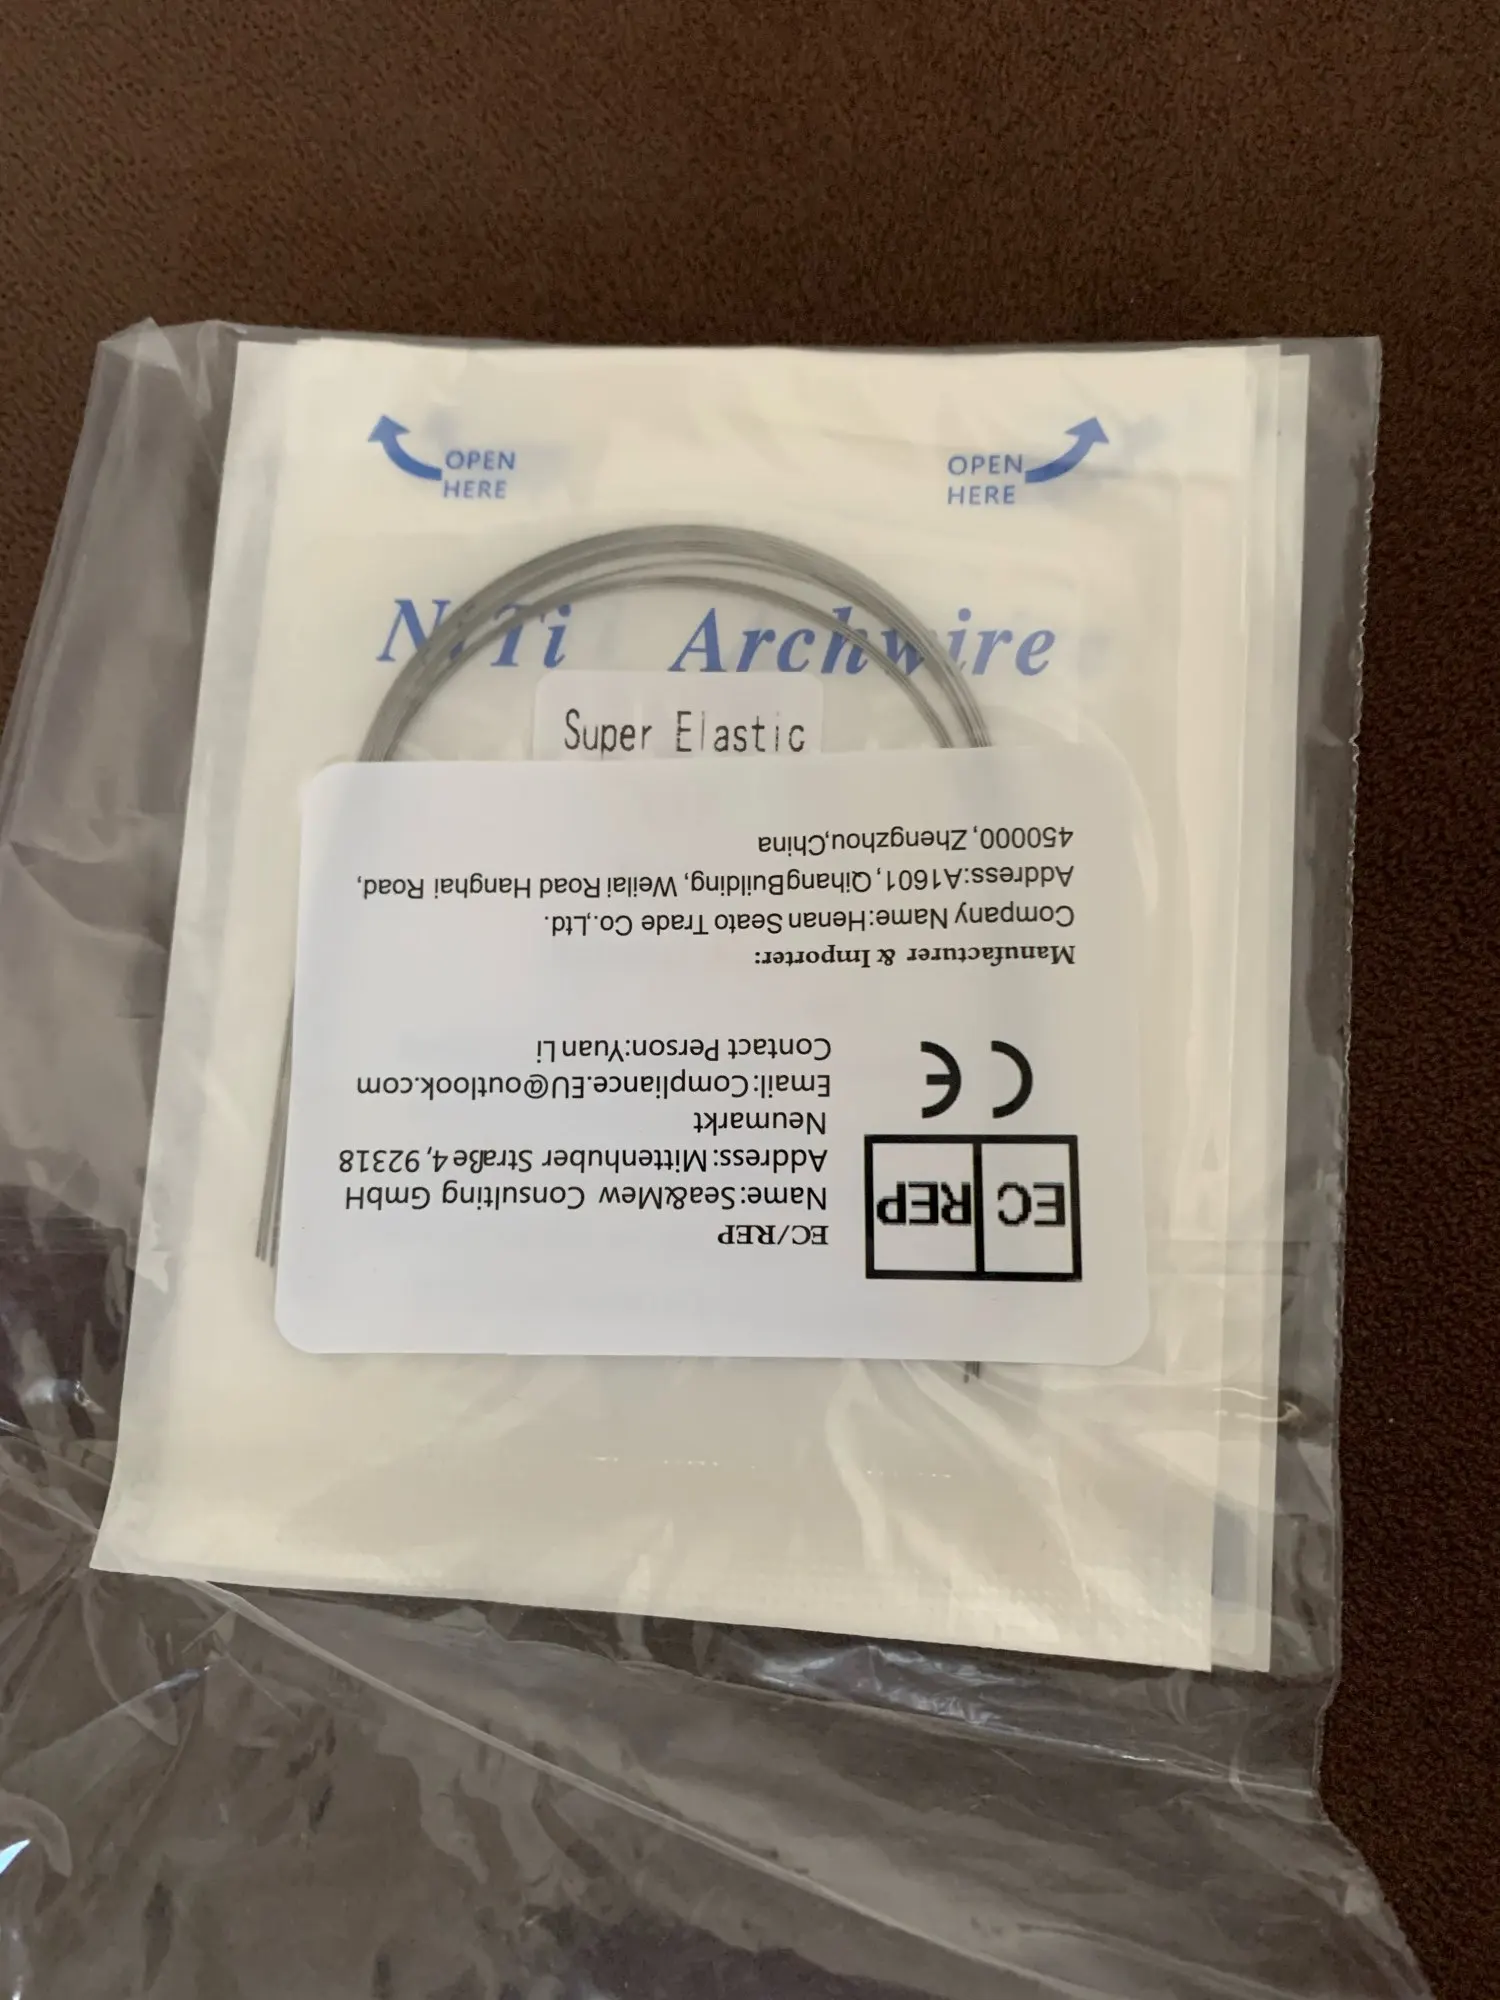 OPEN
HERE
OPEN
HERE
NiTi Archwire
Super Elastic
EC REP
EC/REP
Name:Sea&Mew Consulting GmbH
Address:Mittenhuber Straße 4, 92318
Neumarkt
Email:Compliance.EU@outlook.com
Contact Person:Yuan Li
CE
Manufacturer & Importer:
Company Name:Henan Seato Trade Co.,Ltd.
Address:A1601, QihangBuilding, Weilai Road Hanghai Road,
450000, Zhengzhou,China